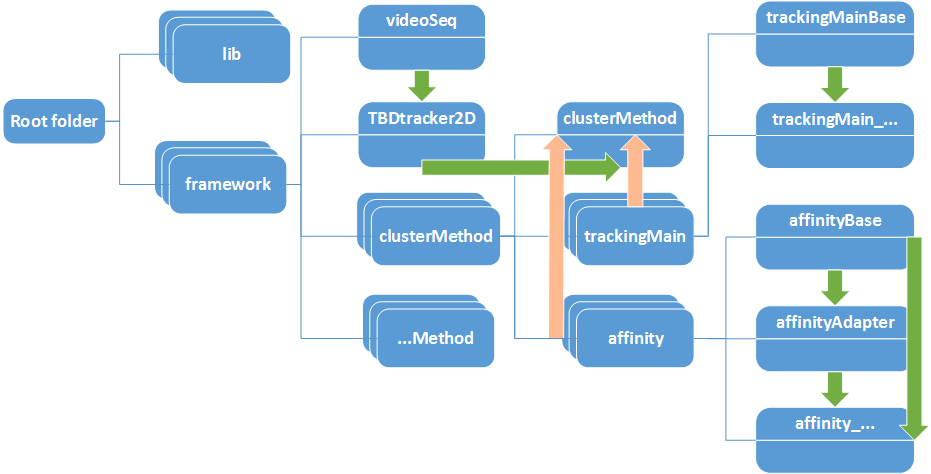 Root folder
lib
framework
videoSeq
TBDtracker2D
clusterMethod
...Method
clusterMethod
trackingMain
affinity
trackingMainBase
trackingMain_...
affinityBase
affinityAdapter
affinity_...